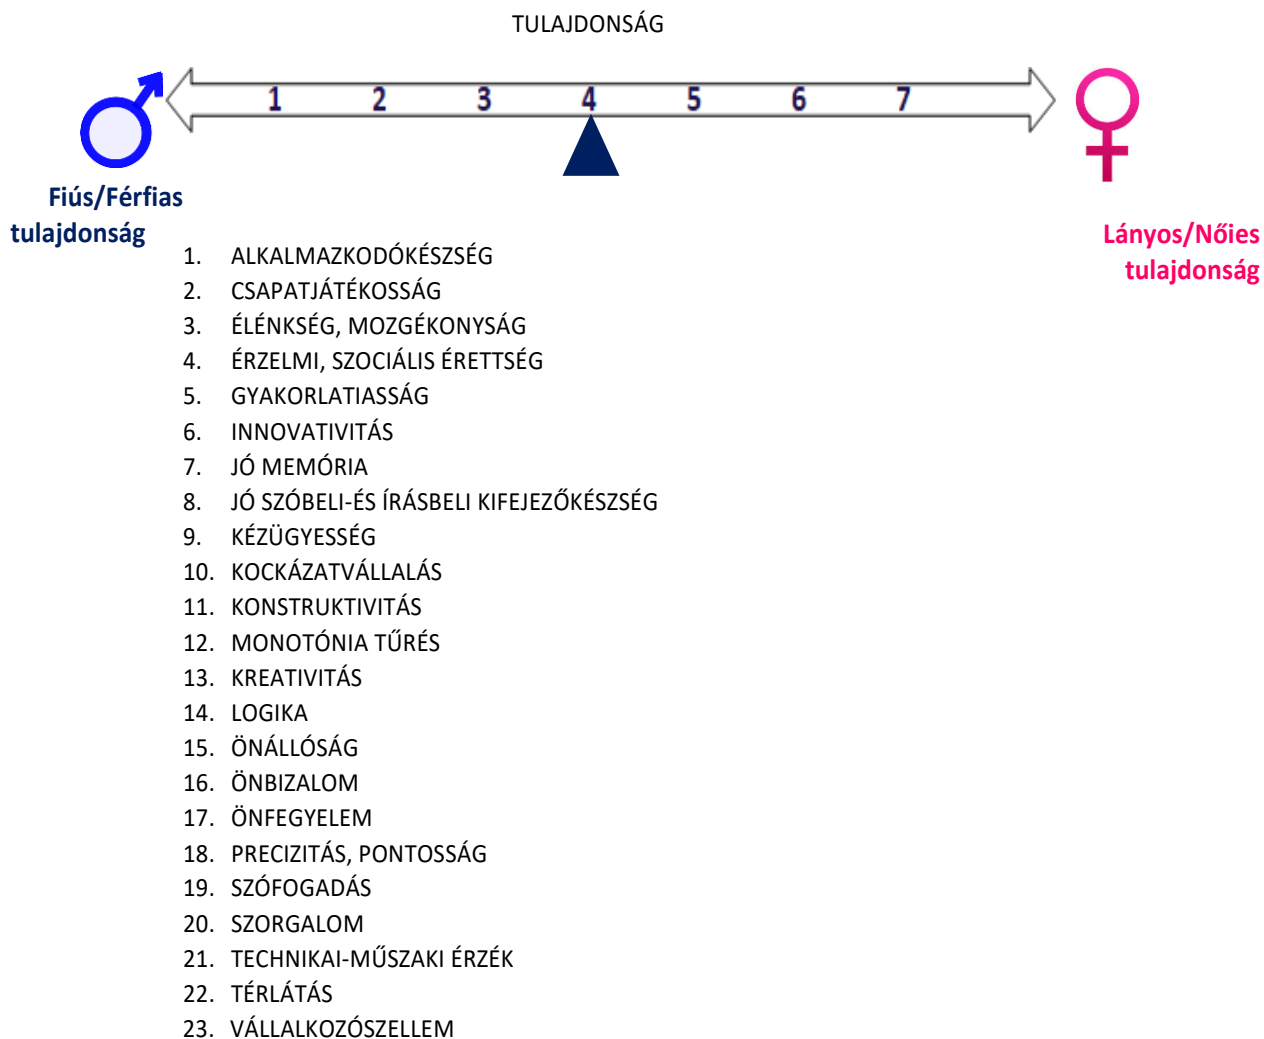 TULAJDONSÁG
1 2 3 4 5 6 7
Fiús/Férfias
tulajdonság
Lányos/Nőies
tulajdonság
1. ALKALMAZKODÓKÉSZSÉG
2. CSAPATJÁTÉKOSSÁG
3. ÉLÉNKSÉG, MOZGÉKONYSÁG
4. ÉRZELMI, SZOCIÁLIS ÉRETTSÉG
5. GYAKORLATIASSÁG
6. INNOVATIVITÁS
7. JÓ MEMÓRIA
8. JÓ SZÓBELI-ÉS ÍRÁSBELI KIFEJEZŐKÉSZSÉG
9. KÉZÜGYESSÉG
10. KOCKÁZATVÁLLALÁS
11. KONSTRUKTIVITÁS
12. MONOTÓNIA TŰRÉS
13. KREATIVITÁS
14. LOGIKA
15. ÖNÁLLÓSÁG
16. ÖNBIZALOM
17. ÖNFEGYELEM
18. PRECIZITÁS, PONTOSSÁG
19. SZÓFOGADÁS
20. SZORGALOM
21. TECHNIKAI-MŰSZAKI ÉRZÉK
22. TÉRLÁTÁS
23. VÁLLALKOZÓSZELLEM